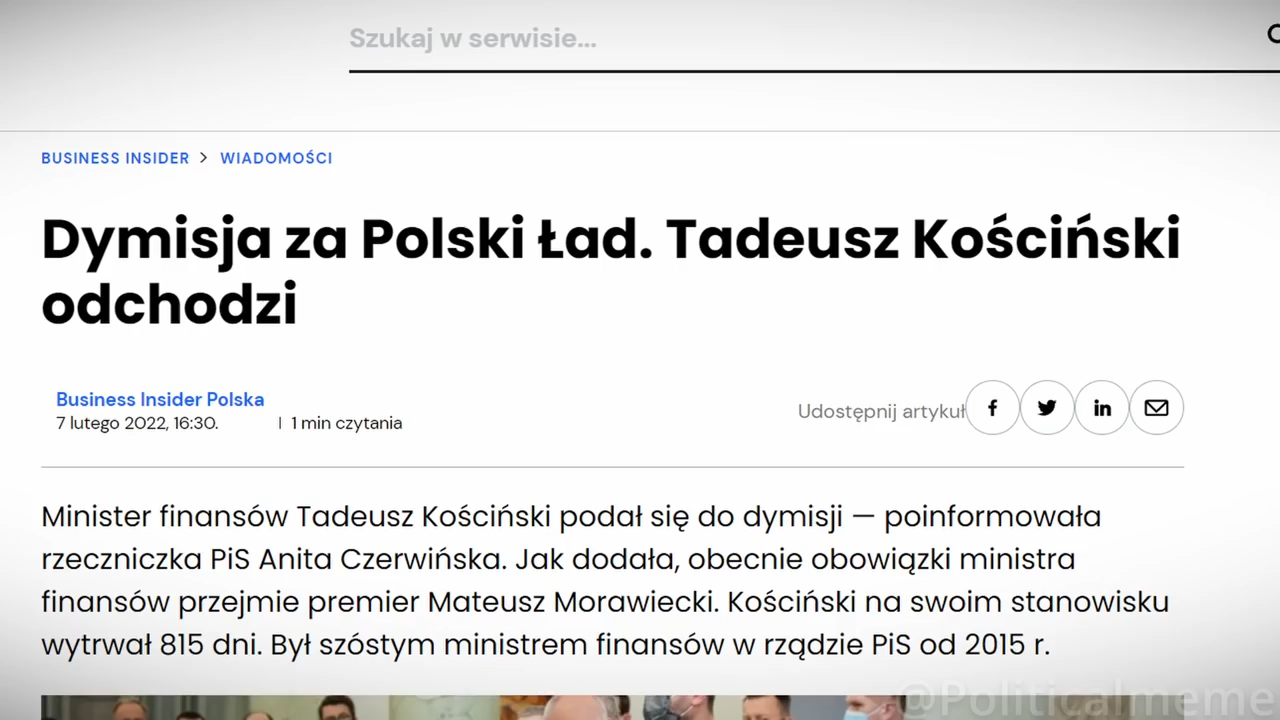 Szukaj w serwisie...
BUSINESS INSIDER > WIADOMOŚCI
Dymisja za Polski Ład. Tadeusz Kościński
odchodzi
Business Insider Polska
7 lutego 2022, 16:30. | 1 min czytania
Udostępnij artykuł
Minister finansów Tadeusz Kościński podał się do dymisji — poinformowała
rzeczniczka PiS Anita Czerwińska. Jak dodała, obecnie obowiązki ministra
finansów przejmie premier Mateusz Morawiecki. Kościński na swoim stanowisku
wytrwał 815 dni. Był szóstym ministrem finansów w rządzie PiS od 2015 r.
@Politicalmeme